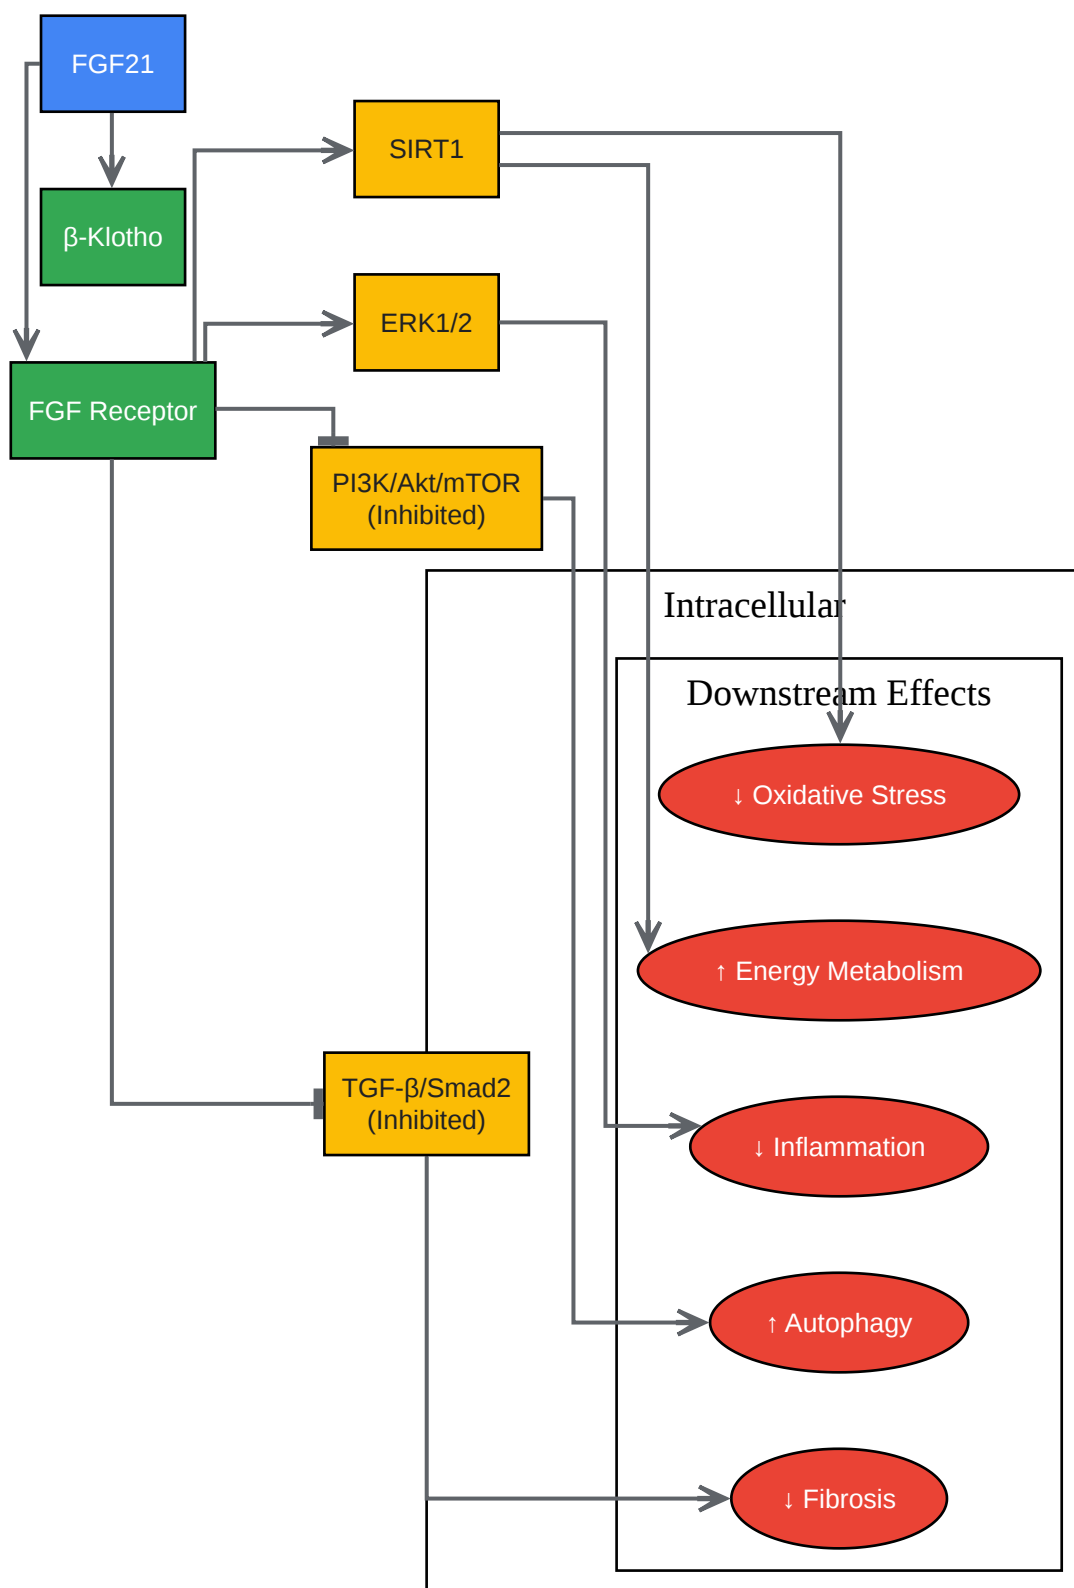 FGF21
β-Klotho
FGF Receptor
SIRT1
ERK1/2
PI3K/Akt/mTOR
(Inhibited)
TGF-β/Smad2
(Inhibited)
Intracellular
Downstream Effects
↓ Oxidative Stress
↑ Energy Metabolism
↓ Inflammation
↑ Autophagy
↓ Fibrosis